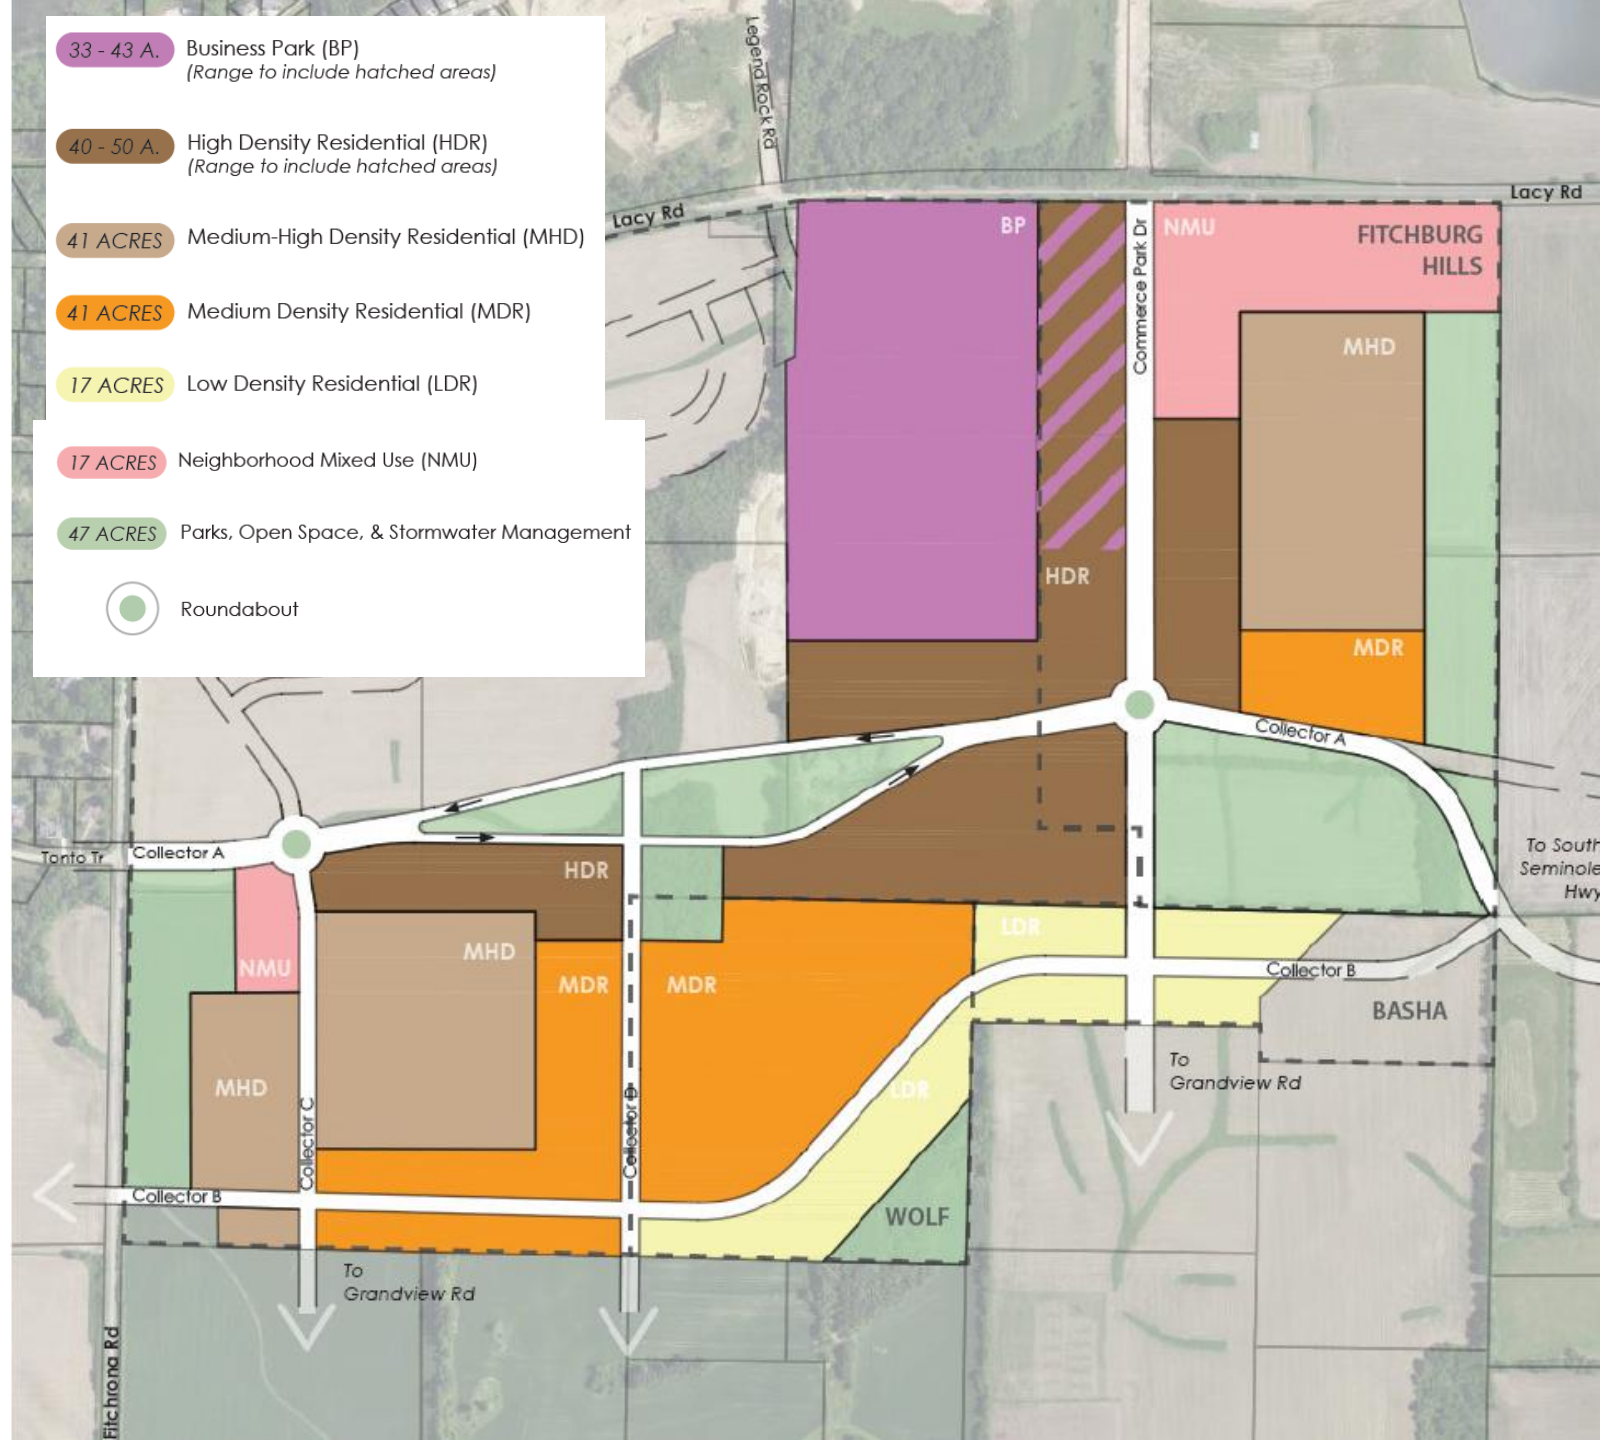 33 - 43 A.
Business Park (BP)
(Range to include hatched areas)
40 - 50 A.
High Density Residential (HDR)
(Range to include hatched areas)
41 ACRES
Medium-High Density Residential (MHD)
41 ACRES
Medium Density Residential (MDR)
17 ACRES
Low Density Residential (LDR)
17 ACRES
Neighborhood Mixed Use (NMU)
47 ACRES
Parks, Open Space, & Stormwater Management
Roundabout
Legend Rock Rd
Lacy Rd
Lacy Rd
BP
Commerce Park Dr
NMU
FITCHBURG
HILLS
MHD
HDR
MDR
Collector A
Tonto Tr
Collector A
To South
Seminole
Hwy
HDR
NMU
MHD
MDR
MDR
LDR
Collector B
BASHA
To
Grandview Rd
MHD
LDR
Collector C
Collector D
Collector B
WOLF
To
Grandview Rd
Fitchrona Rd